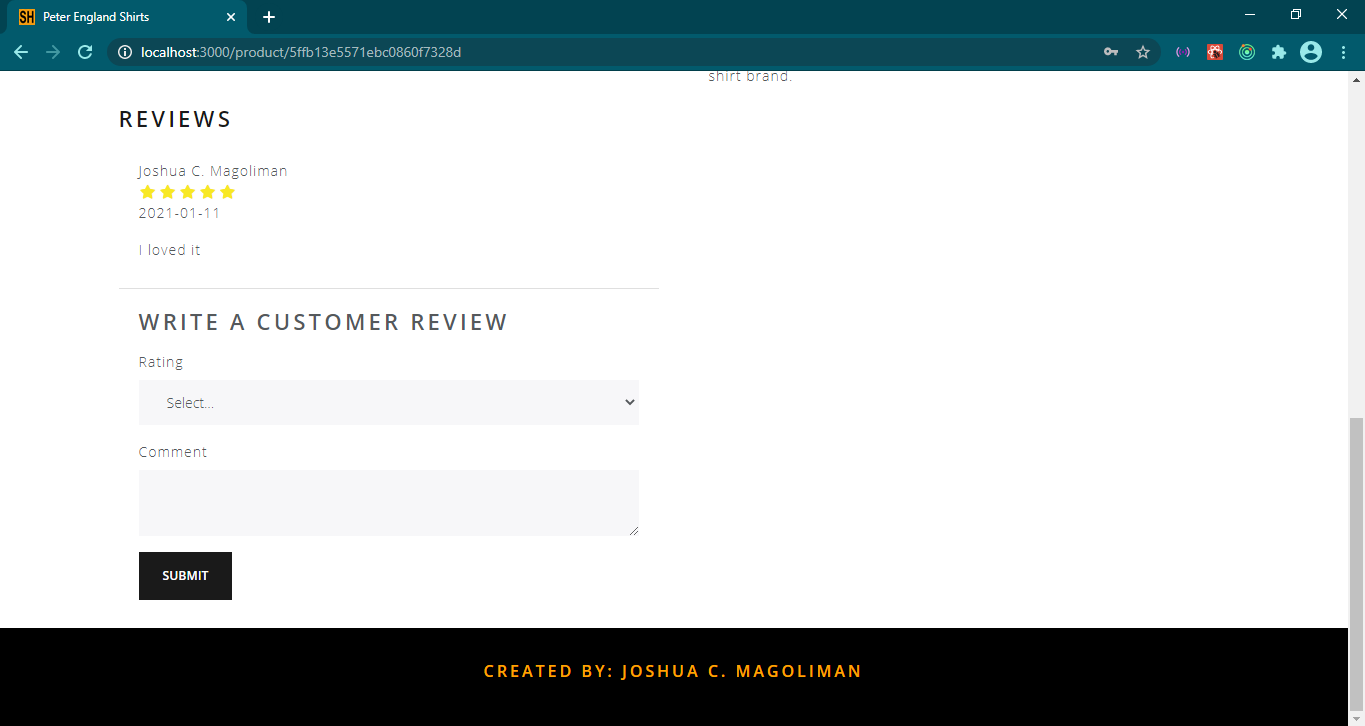 SH Peter England Shirts
localhost:3000/product/5ffb13e5571ebc0860f7328d
shirt brand.
REVIEWS
Joshua C. Magoliman
2021-01-11
I loved it
WRITE A CUSTOMER REVIEW
Rating
Select...
Comment
SUBMIT
CREATED BY: JOSHUA C. MAGOLIMAN